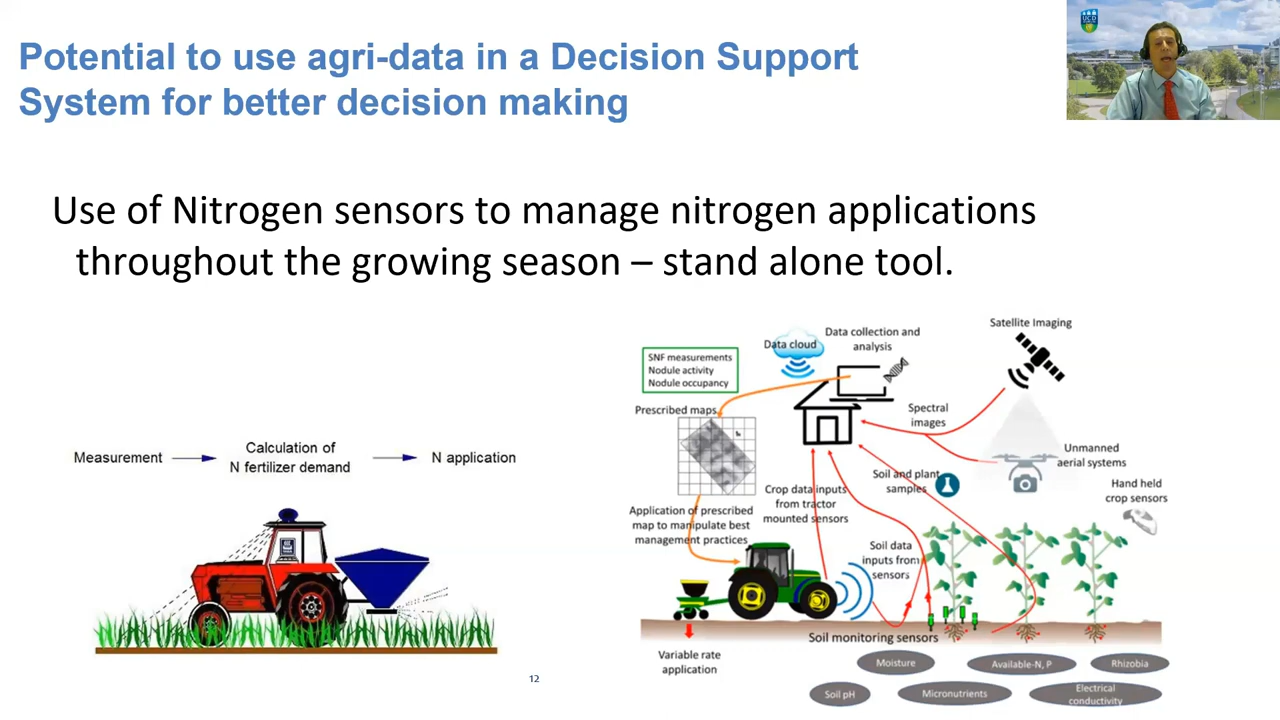 Potential to use agri-data in a Decision Support
System for better decision making
UCD
Use of Nitrogen sensors to manage nitrogen applications
throughout the growing season – stand alone tool.
Measurement
Calculation of
N fertilizer demand
N application
SNF measurements
Nodule activity
Nodule occupancy
Data cloud
Data collection and
analysis
Satellite Imaging
Prescribed maps
Spectral
images
Unmanned
aerial systems
Soil and plant
samples
Hand held
crop sensors
Crop data inputs
from tractor
mounted sensors
Application of prescribed
map to manipulate best
management practices
Soil data
inputs from
sensors
Soil monitoring sensors
Variable rate
application
Moisture
Available-N, P
Rhizobia
Soil pH
Micronutrients
Electrical
conductivity
12